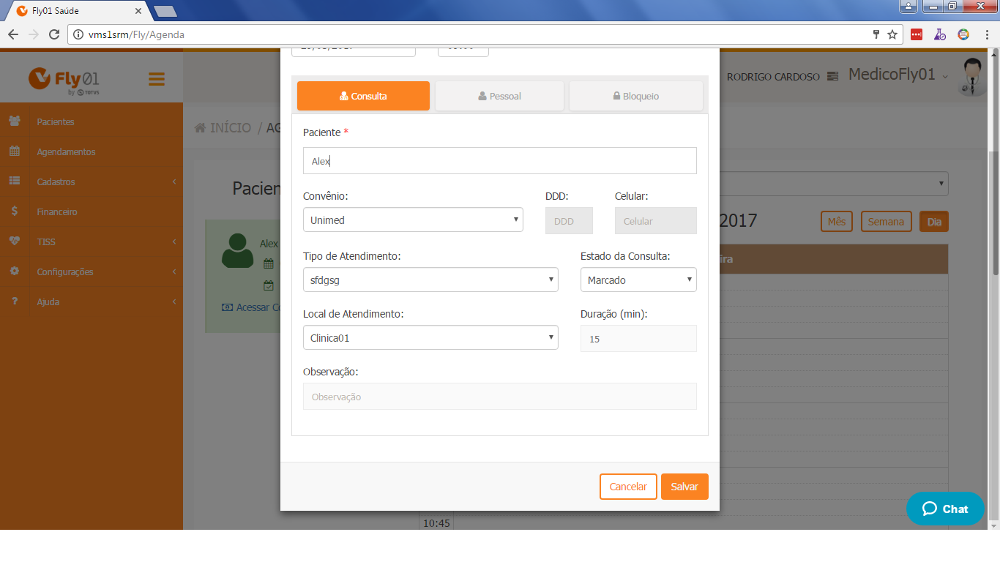 Fly01 Saúde
vms1srm/Fly/Agenda
Fly01
by TOTVS
RODRIGO CARDOSO
MedicoFly01
Pacientes
Agendamentos
Cadastros
Financeiro
TISS
Configurações
Ajuda
INÍCIO / AG
Pacien
Alex
Acessar Co
2017
Mês
Semana
Dia
ira
10:45
Consulta
Pessoal
Bloqueio
Paciente *
Alex
Convênio:
DDD:
Celular:
Unimed
DDD
Celular
Tipo de Atendimento:
Estado da Consulta:
sfdgsg
Marcado
Local de Atendimento:
Duração (min):
Clinica01
15
Observação:
Observação
Cancelar
Salvar
Chat